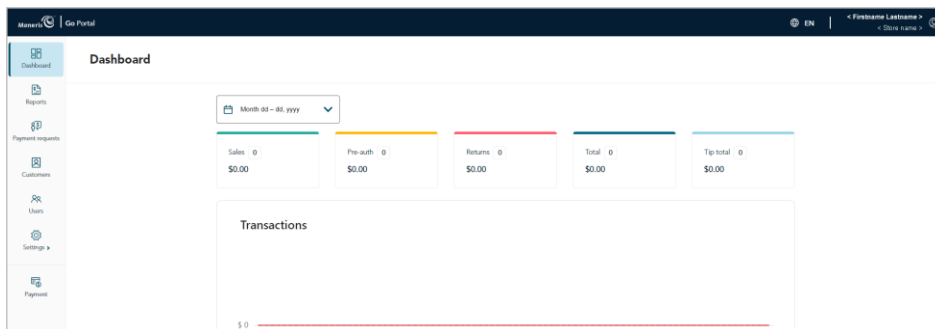 Moneris Go Portal
EN
< Firstname Lastname >
< Store name >
Dashboard
Dashboard
Reports
Payment requests
Customers
Users
Settings
Payment
Month dd – dd, yyyy
Sales 0
$0.00
Pre-auth 0
$0.00
Returns 0
$0.00
Total 0
$0.00
Tip total 0
$0.00
Transactions
$ 0